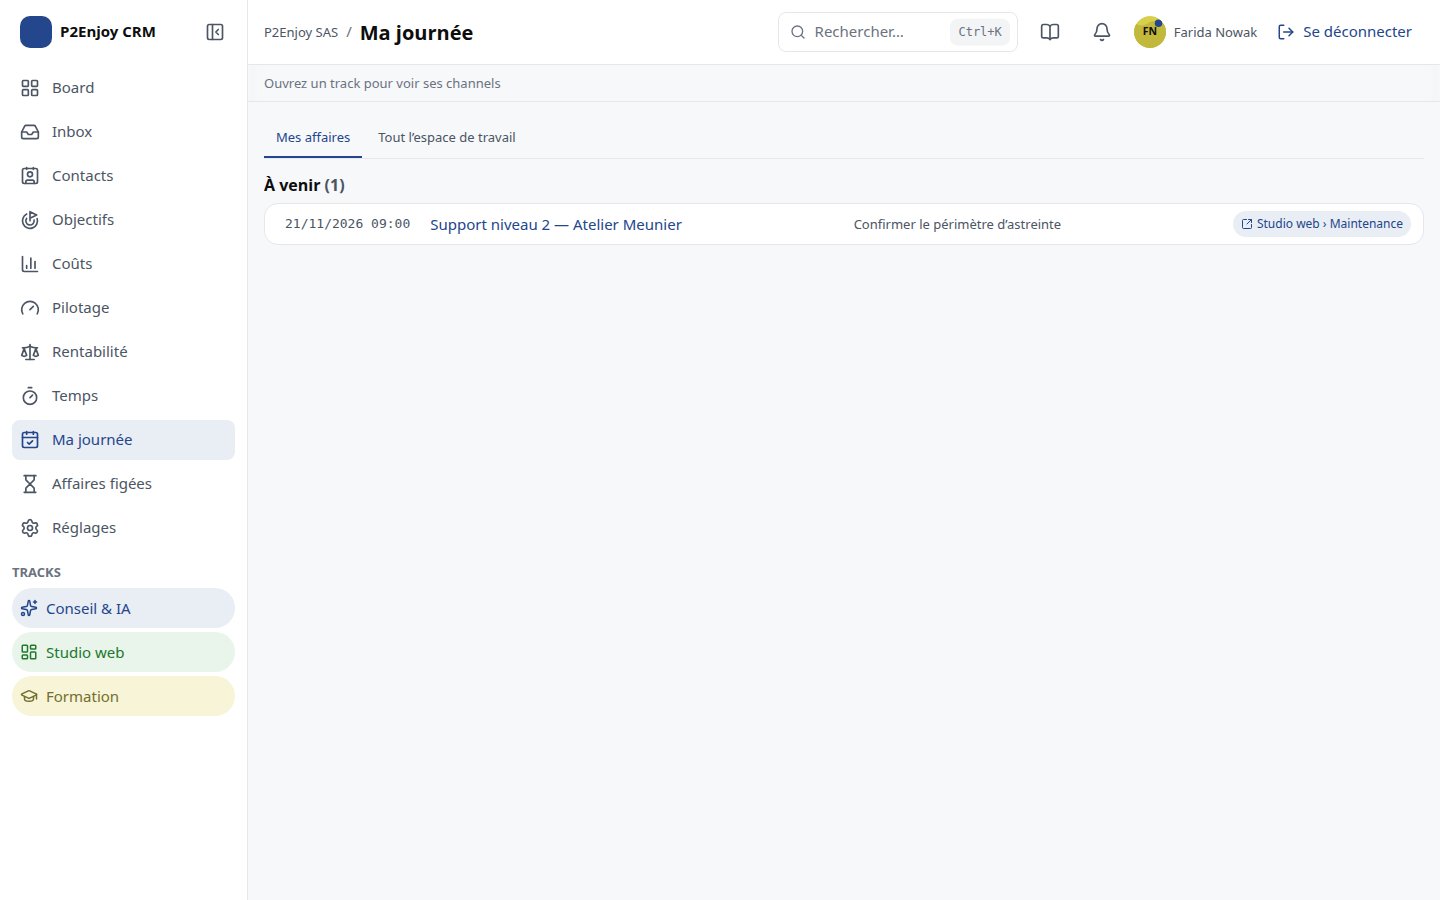 P2Enjoy CRM
Board
Inbox
Contacts
Objectifs
Coûts
Pilotage
Rentabilité
Temps
Ma journée
Affaires figées
Réglages
TRACKS
Conseil & IA
Studio web
Formation
P2Enjoy SAS / Ma journée
Rechercher... Ctrl+K
FN Farida Nowak
Se déconnecter
Ouvrez un track pour voir ses channels
Mes affaires Tout l’espace de travail
À venir (1)
21/11/2026 09:00 Support niveau 2 — Atelier Meunier Confirmer le périmètre d’astreinte Studio web › Maintenance